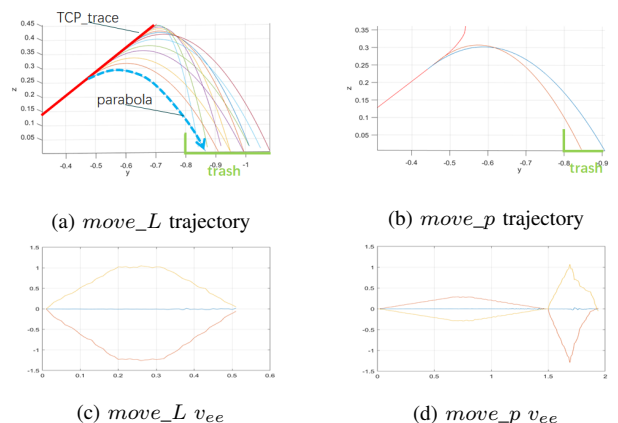 TCP_trace
parabola
trash
z
0.45
0.4
0.35
0.3
0.25
0.2
0.15
0.1
0.05
-0.4 -0.5 -0.6 -0.7 -0.8 -0.9 -1
y
(a) move_L trajectory
z
0.35
0.3
0.25
0.2
0.15
0.1
0.05
-0.4 -0.5 -0.6 -0.7 -0.8 -0.9
y
trash
(b) move_p trajectory
1.5
1
0.5
0
-0.5
-1
-1.5
0 0.1 0.2 0.3 0.4 0.5 0.6
(c) move_L v_ee
1.5
1
0.5
0
-0.5
-1
-1.5
0 0.5 1 1.5 2
(d) move_p v_ee